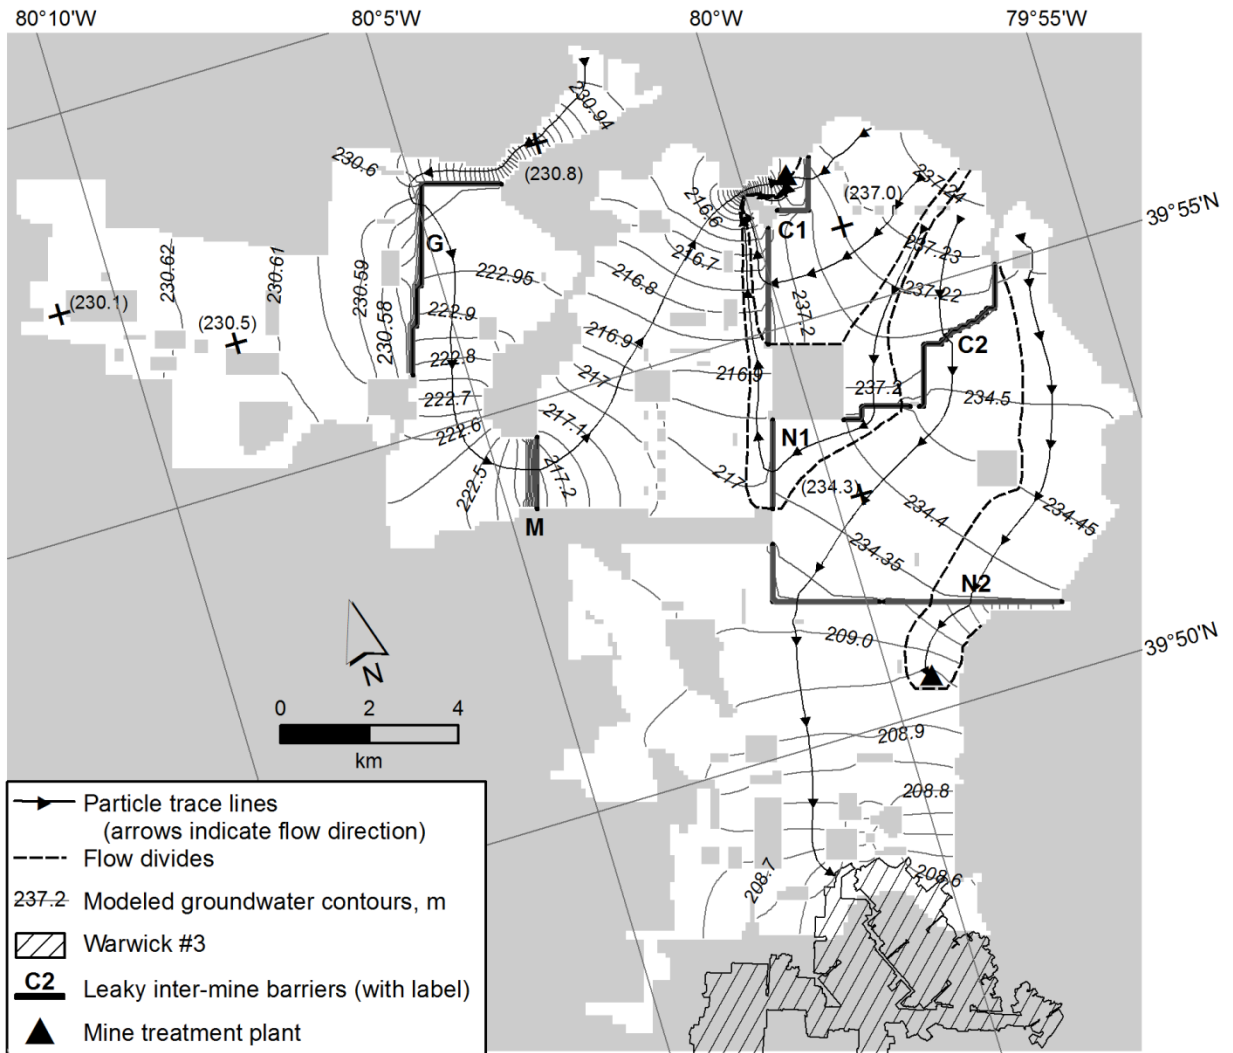 80°10'W
80°5'W
80°W
79°55'W
230.94
230.6
(230.8)
(237.0)
237.24
39°55'N
216.6
C1
G
237.23
230.62
230.61
230.59
222.95
216.7
216.8
237.22
237.2
(230.1)
(230.5)
222.9
230.58
216.9
C2
222.8
216.9
237.2
222.7
217
234.5
222.6
217.1
N1
222.5
217.2
217
(234.3)
M
234.4
234.45
234.35
N2
209.0
39°50'N
N
0 2 4
km
208.9
208.8
208.7
208.6
Particle trace lines
(arrows indicate flow direction)
Flow divides
237.2 Modeled groundwater contours, m
Warwick #3
C2 Leaky inter-mine barriers (with label)
Mine treatment plant